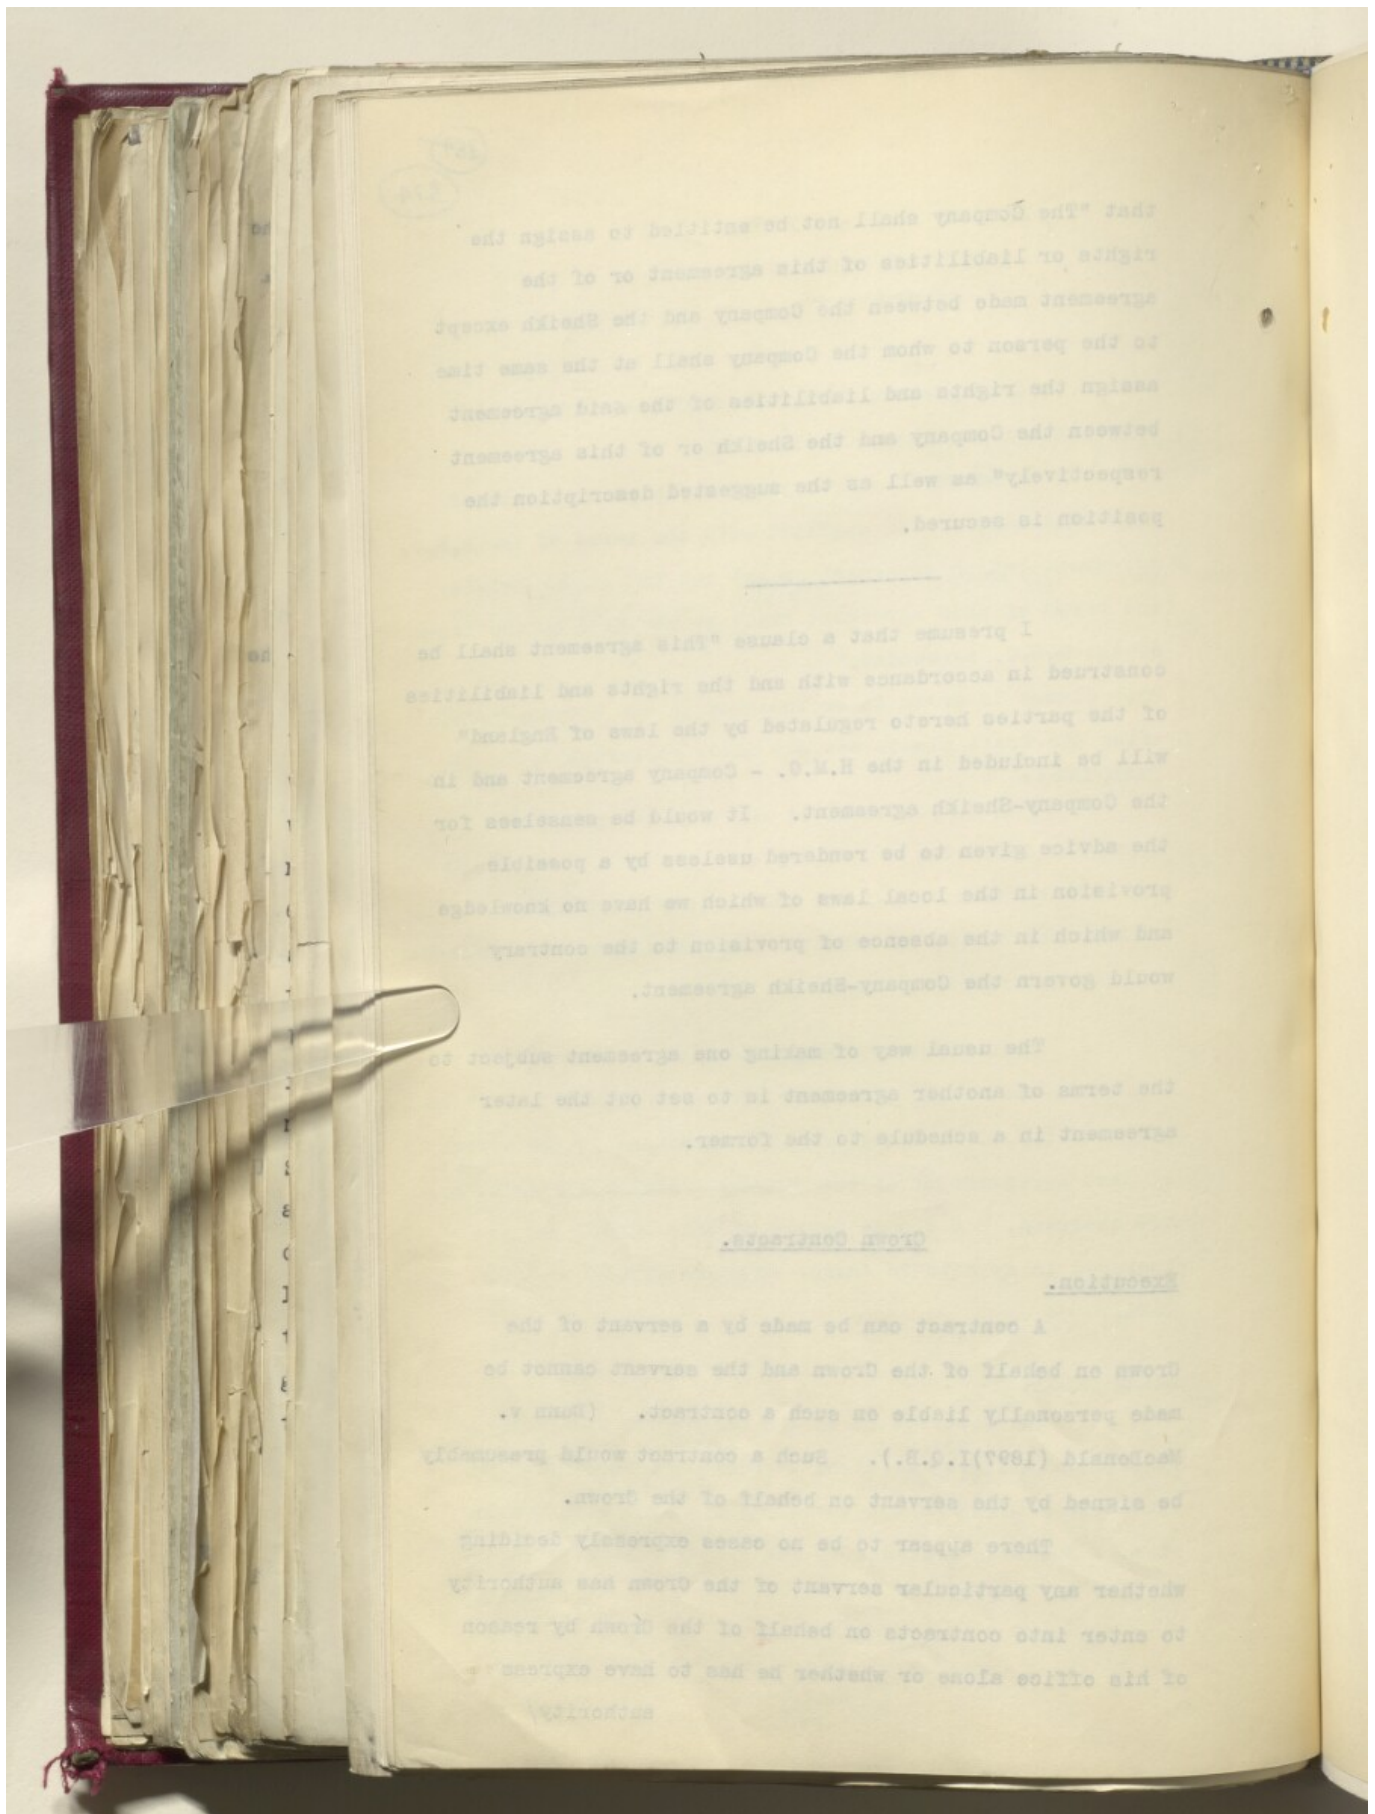 that "The Company shall not be entitled to assign the
rights or liabilities of this agreement or of the
agreement made between the Company and the Sheikh except
to the person to whom the Company shall at the same time
assign the rights and liabilities of the said agreement
between the Company and the Sheikh or of this agreement
respectively" as well as the suggested description the
position is secured.
I presume that a clause "This agreement shall be
construed in accordance with and the rights and liabilities
of the parties hereto regulated by the laws of England"
will be included in the H.M.G. - Company agreement and in
the Company-Sheikh agreement. It would be senseless for
the advice given to be rendered useless by a possible
provision in the local laws of which we have no knowledge
and which in the absence of provision to the contrary
would govern the Company-Sheikh agreement.
The usual way of making one agreement subject to
the terms of another agreement is to set out the later
agreement in a schedule to the former.
Crown Contracts.
Execution.
A contract can be made by a servant of the
Crown on behalf of the Crown and the servant cannot be
made personally liable on such a contract. (Dunn v.
MacDonald (1897)I.Q.B.). Such a contract would presumably
be signed by the servant on behalf of the Crown.
There appear to be no cases expressly deciding
whether any particular servant of the Crown has authority
to enter into contracts on behalf of the Crown by reason
of his office alone or whether he has to have express
authority/